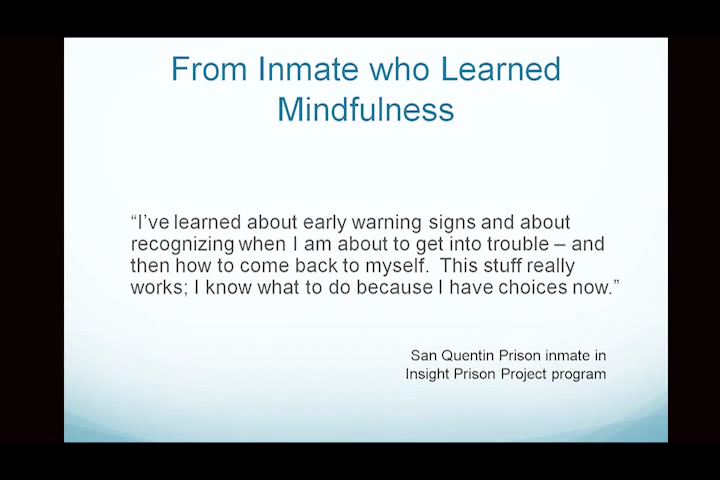 From Inmate who Learned
Mindfulness
“I’ve learned about early warning signs and about
recognizing when I am about to get into trouble – and
then how to come back to myself.  This stuff really
works; I know what to do because I have choices now.”
San Quentin Prison inmate in
Insight Prison Project program